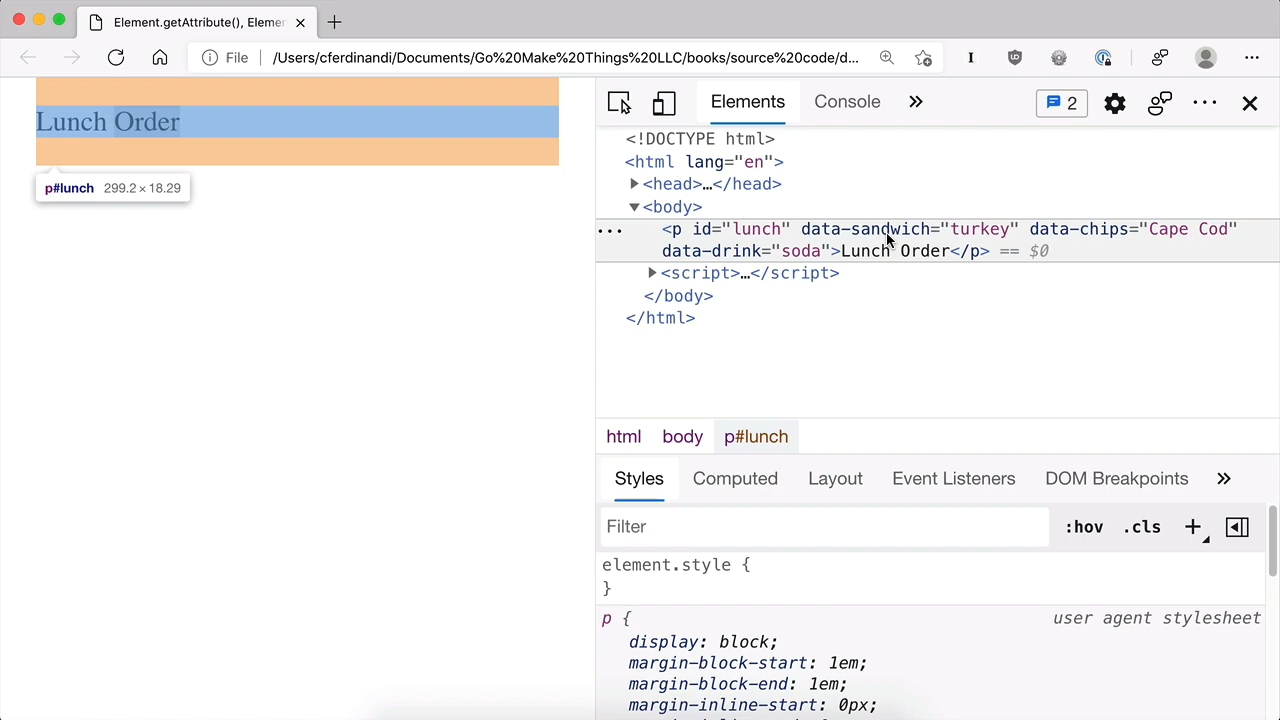 Element.getAttribute(), Elemer
File
/Users/cferdinandi/Documents/Go%20Make%20Things%20LLC/books/source%20code/d...
Lunch Order
p#lunch 299.2 × 18.29
Elements
Console
2
<!DOCTYPE html>
<html lang="en">
<head>…</head>
<body>
<p id="lunch" data-sandwich="turkey" data-chips="Cape Cod"
data-drink="soda">Lunch Order</p> == $0
<script>…</script>
</body>
</html>
html
body
p#lunch
Styles
Computed
Layout
Event Listeners
DOM Breakpoints
Filter
:hov
.cls
element.style {
}
p {
user agent stylesheet
display: block;
margin-block-start: 1em;
margin-block-end: 1em;
margin-inline-start: 0px;